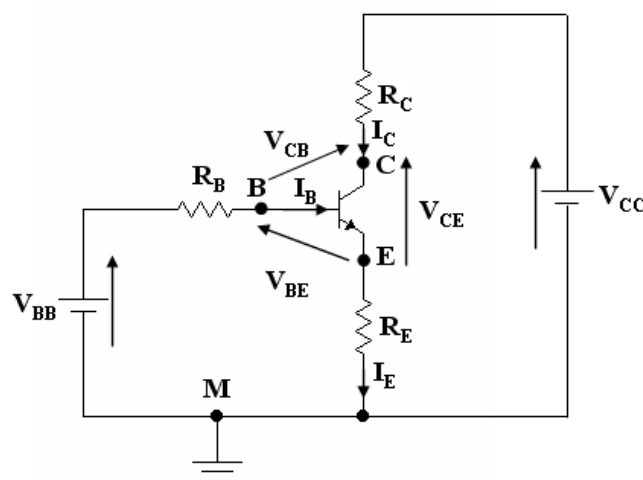 R_C
I_C
V_CB
C
R_B
B
I_B
V_CE
V_CC
E
V_BE
V_BB
R_E
I_E
M